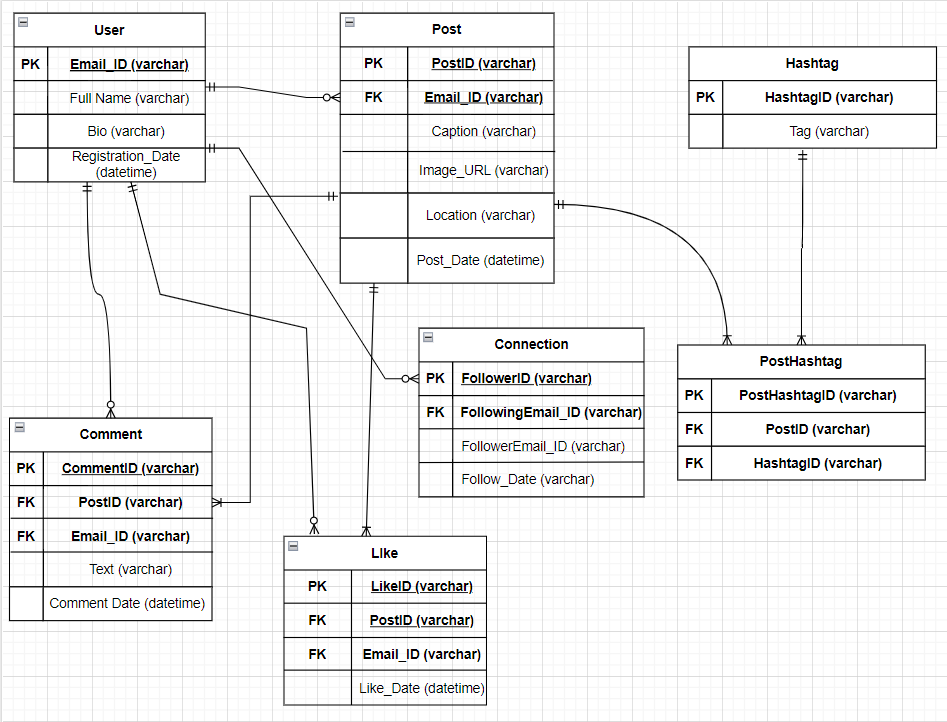 User
PK Email_ID (varchar)
Full Name (varchar)
Bio (varchar)
Registration_Date
(datetime)
Post
PK PostID (varchar)
FK Email_ID (varchar)
Caption (varchar)
Image_URL (varchar)
Location (varchar)
Post_Date (datetime)
Hashtag
PK HashtagID (varchar)
Tag (varchar)
Connection
PK FollowerID (varchar)
FK FollowingEmail_ID (varchar)
FollowerEmail_ID (varchar)
Follow_Date (varchar)
PostHashtag
PK PostHashtagID (varchar)
FK PostID (varchar)
FK HashtagID (varchar)
Comment
PK CommentID (varchar)
FK PostID (varchar)
FK Email_ID (varchar)
Text (varchar)
Comment Date (datetime)
LIke
PK LikeID (varchar)
FK PostID (varchar)
FK Email_ID (varchar)
Like_Date (datetime)